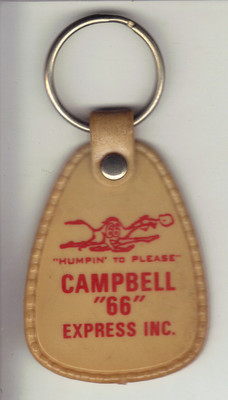 "HUMPIN' TO PLEASE"
CAMPBELL
"66"
EXPRESS INC.